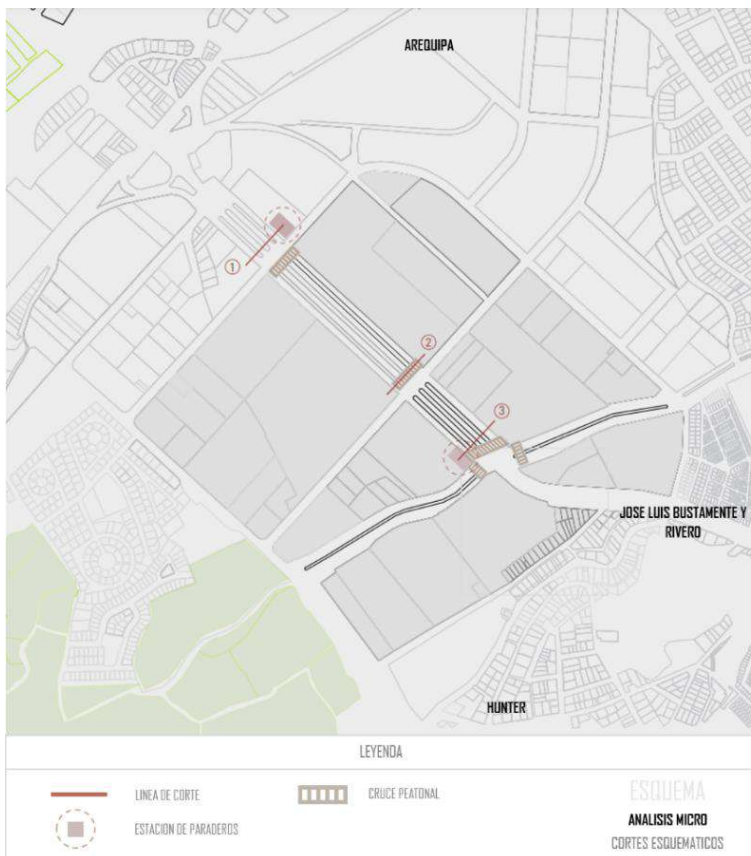 AREQUIPA
①
②
③
JOSE LUIS BUSTAMENTE Y
RIVERO
HUNTER
LEYENDA
LINEA DE CORTE
CRUCE PEATONAL
ESTACION DE PARADEROS
ESQUEMA
ANALISIS MICRO
CORTES ESQUEMATICOS